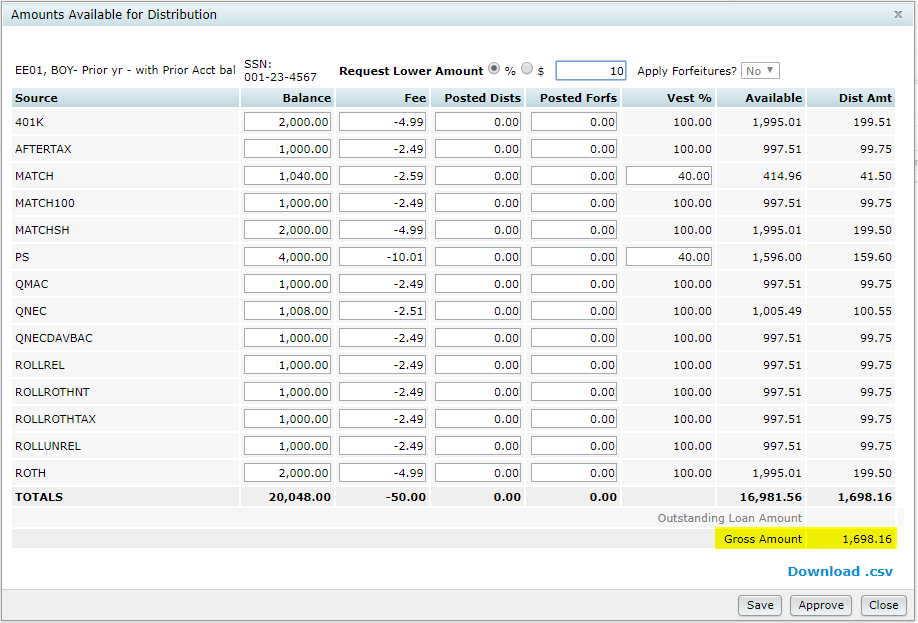 Amounts Available for Distribution x
EE01, BOY- Prior yr - with Prior Acct bal SSN: 001-23-4567 Request Lower Amount % $ 10 Apply Forfeitures? No ▼
Source Balance Fee Posted Dists Posted Forfs Vest % Available Dist Amt
401K 2,000.00 -4.99 0.00 0.00 100.00 1,995.01 199.51
AFTERTAX 1,000.00 -2.49 0.00 0.00 100.00 997.51 99.75
MATCH 1,040.00 -2.59 0.00 0.00 40.00 414.96 41.50
MATCH100 1,000.00 -2.49 0.00 0.00 100.00 997.51 99.75
MATCHSH 2,000.00 -4.99 0.00 0.00 100.00 1,995.01 199.50
PS 4,000.00 -10.01 0.00 0.00 40.00 1,596.00 159.60
QMAC 1,000.00 -2.49 0.00 0.00 100.00 997.51 99.75
QNEC 1,008.00 -2.51 0.00 0.00 100.00 1,005.49 100.55
QNECDAVBAC 1,000.00 -2.49 0.00 0.00 100.00 997.51 99.75
ROLLREL 1,000.00 -2.49 0.00 0.00 100.00 997.51 99.75
ROLLROTHNT 1,000.00 -2.49 0.00 0.00 100.00 997.51 99.75
ROLLROTHTAX 1,000.00 -2.49 0.00 0.00 100.00 997.51 99.75
ROLLUNREL 1,000.00 -2.49 0.00 0.00 100.00 997.51 99.75
ROTH 2,000.00 -4.99 0.00 0.00 100.00 1,995.01 199.50
TOTALS 20,048.00 -50.00 0.00 0.00 16,981.56 1,698.16
Outstanding Loan Amount
Gross Amount 1,698.16
Download .csv
Save Approve Close